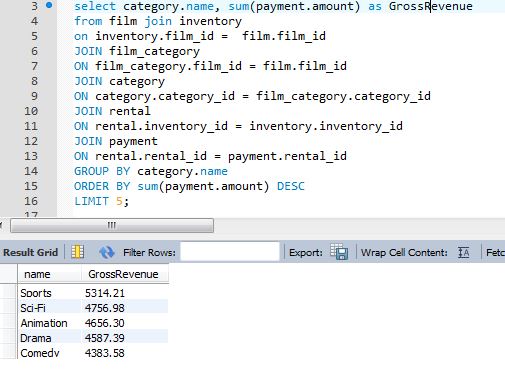 3 select category.name, sum(payment.amount) as GrossRevenue
4 from film join inventory
5 on inventory.film_id =  film.film_id
6 JOIN film_category
7 ON film_category.film_id = film.film_id
8 JOIN category
9 ON category.category_id = film_category.category_id
10 JOIN rental
11 ON rental.inventory_id = inventory.inventory_id
12 JOIN payment
13 ON rental.rental_id = payment.rental_id
14 GROUP BY category.name
15 ORDER BY sum(payment.amount) DESC
16 LIMIT 5;
17
Result Grid Filter Rows: Export: Wrap Cell Content: IA Fetc
name GrossRevenue
Sports 5314.21
Sci-Fi 4756.98
Animation 4656.30
Drama 4587.39
Comedy 4383.58